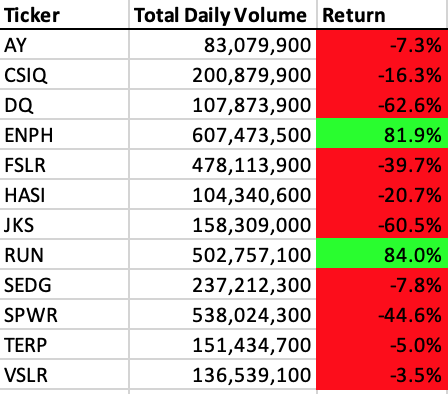 Ticker Total Daily Volume Return
AY 83,079,900 -7.3%
CSIQ 200,879,900 -16.3%
DQ 107,873,900 -62.6%
ENPH 607,473,500 81.9%
FSLR 478,113,900 -39.7%
HASI 104,340,600 -20.7%
JKS 158,309,000 -60.5%
RUN 502,757,100 84.0%
SEDG 237,212,300 -7.8%
SPWR 538,024,300 -44.6%
TERP 151,434,700 -5.0%
VSLR 136,539,100 -3.5%